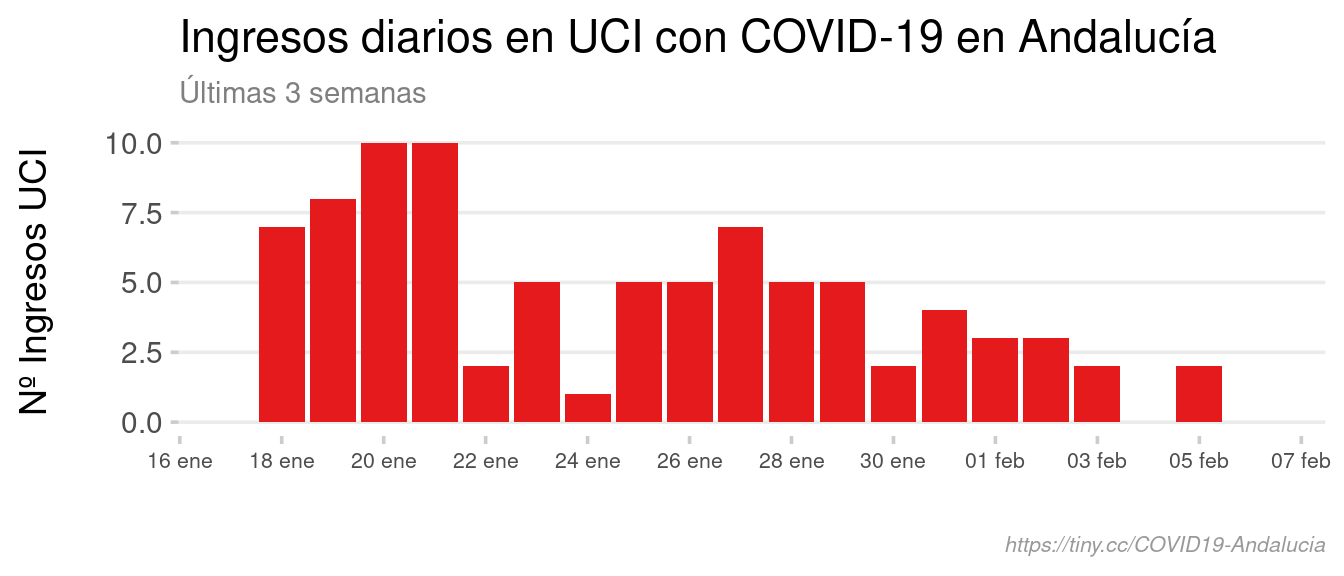 Ingresos diarios en UCI con COVID-19 en Andalucía
Últimas 3 semanas
Nº Ingresos UCI
10.0
7.5
5.0
2.5
0.0
16 ene 18 ene 20 ene 22 ene 24 ene 26 ene 28 ene 30 ene 01 feb 03 feb 05 feb 07 feb
https://tiny.cc/COVID19-Andalucia